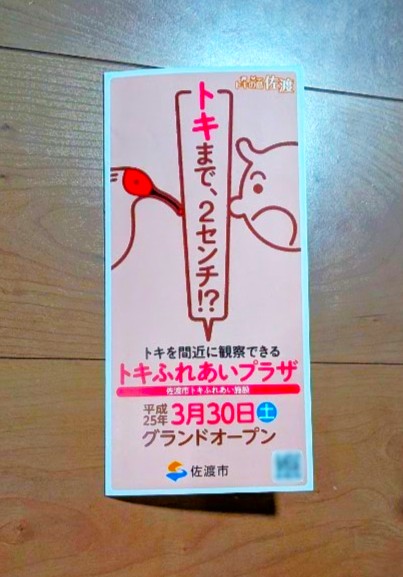 佐渡
トキまで、2センチ!?
トキを間近に観察できる
トキふれあいプラザ
佐渡市トキふれあい施設
平成25年 3月30日 土
グランドオープン
佐渡市